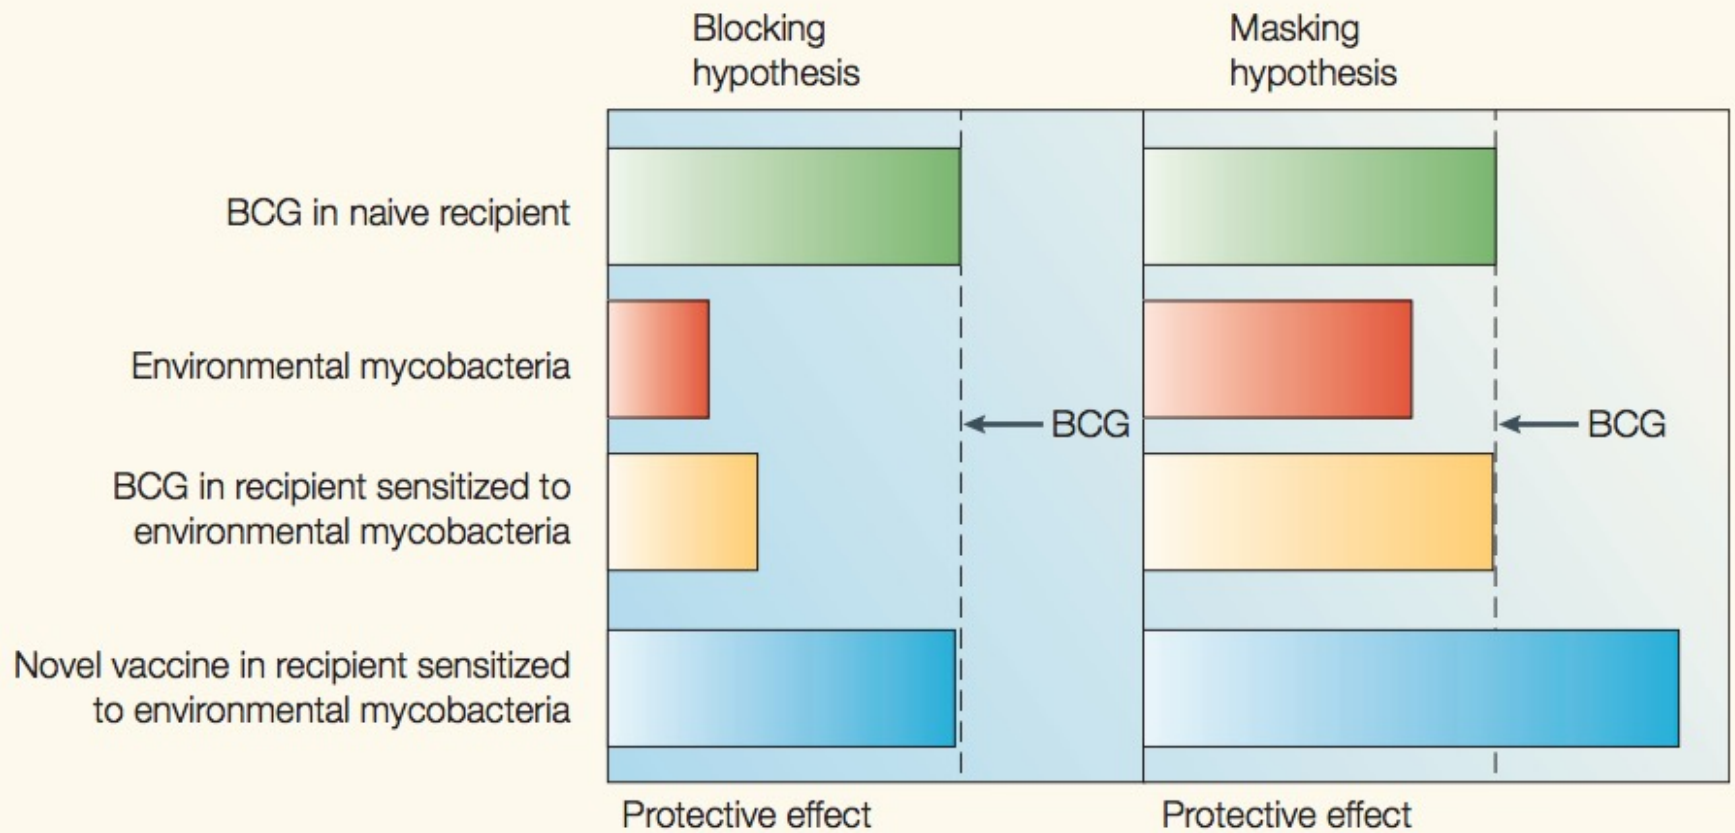 Blocking
hypothesis
Masking
hypothesis
BCG in naive recipient
Environmental mycobacteria
BCG
BCG
BCG in recipient sensitized to
environmental mycobacteria
Novel vaccine in recipient sensitized
to environmental mycobacteria
Protective effect
Protective effect